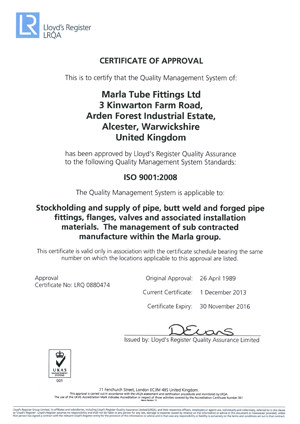 LR
Lloyd's Register
LRQA
CERTIFICATE OF APPROVAL
This is to certify that the Quality Management System of:
Marla Tube Fittings Ltd
3 Kinwarton Farm Road,
Arden Forest Industrial Estate,
Alcester, Warwickshire
United Kingdom
has been approved by Lloyd's Register Quality Assurance
to the following Quality Management System Standards:
ISO 9001:2008
The Quality Management System is applicable to:
Stockholding and supply of pipe, butt weld and forged pipe
fittings, flanges, valves and associated installation
materials. The management of sub contracted
manufacture within the Marla group.
This certificate is valid only in association with the certificate schedule bearing the same
number on which the locations applicable to this approval are listed.
Approval
Certificate No: LRQ 0880474
Original Approval: 26 April 1989
Current Certificate: 1 December 2013
Certificate Expiry: 30 November 2016
DEvans
Issued by: Lloyd's Register Quality Assurance Limited
UKAS
001
71 Fenchurch Street, London EC3M 4BS United Kingdom.